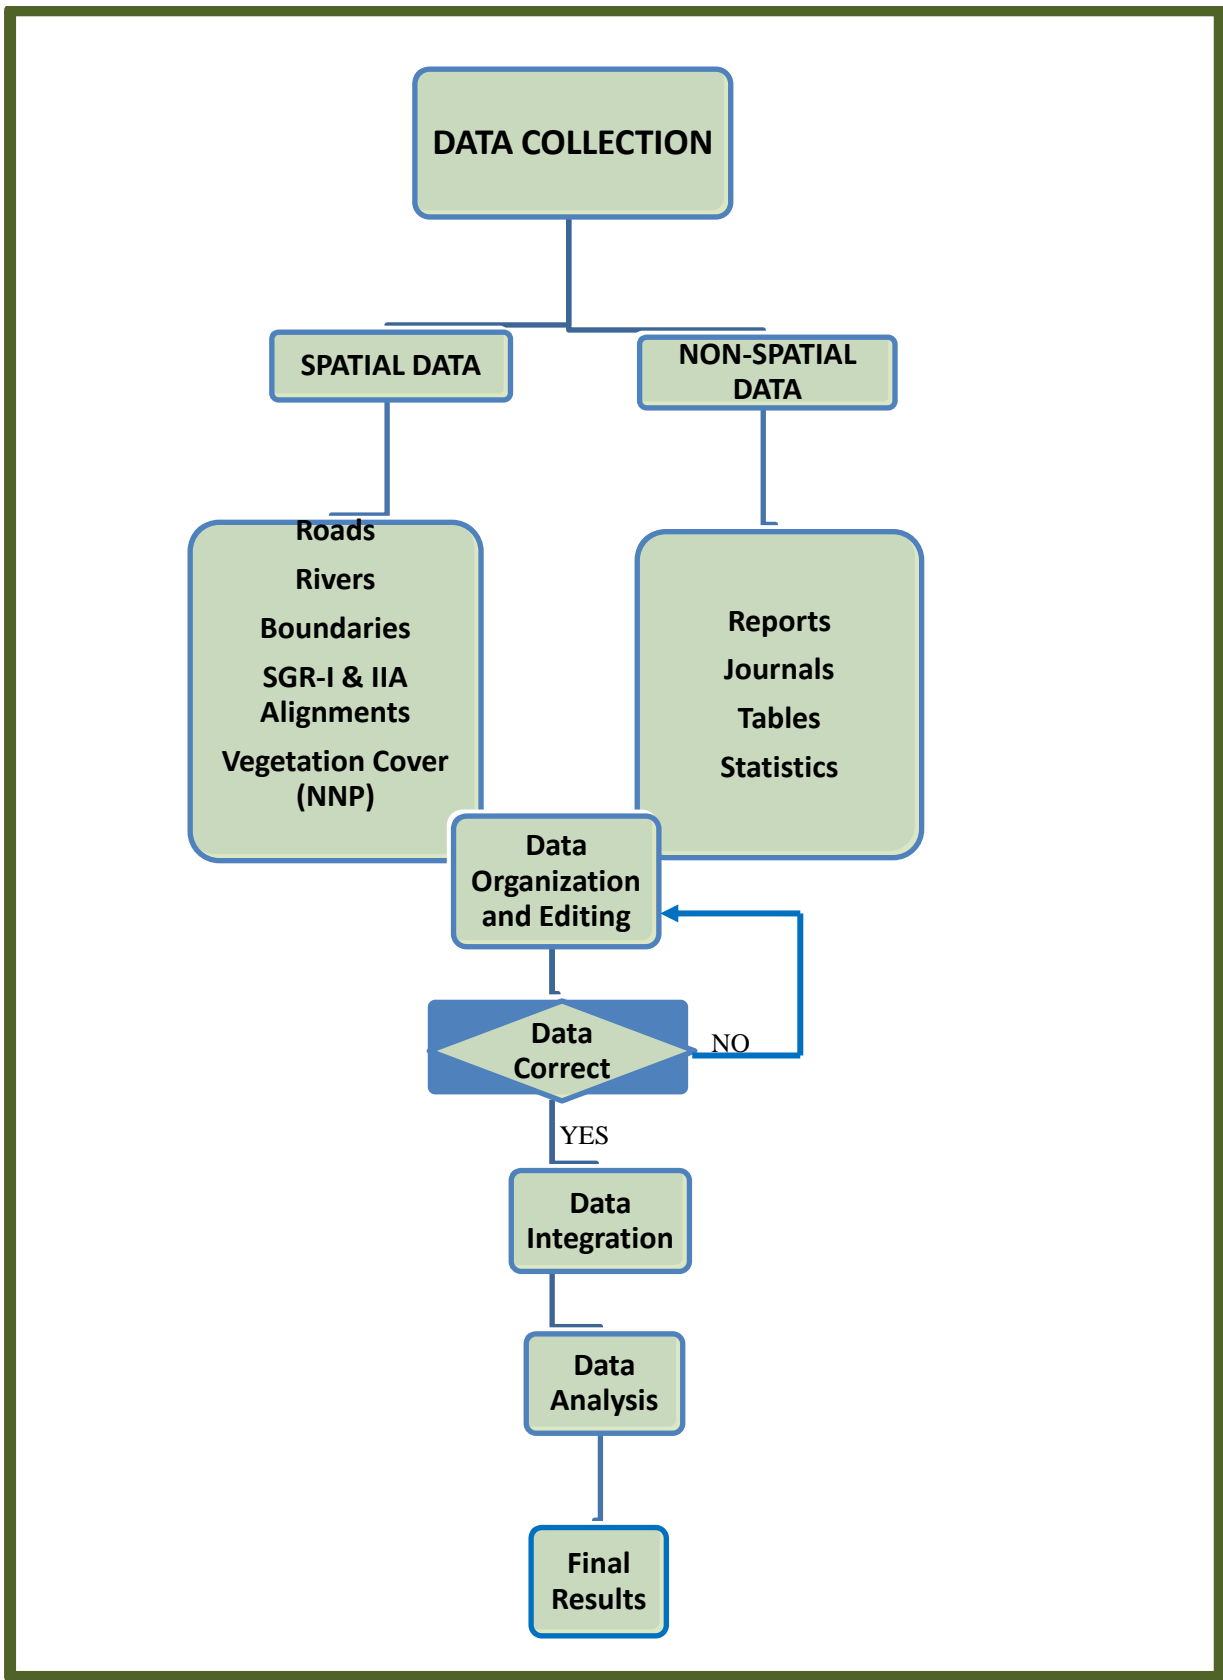 DATA COLLECTION
SPATIAL DATA
NON-SPATIAL
DATA
Roads
Rivers
Boundaries
SGR-I & IIA
Alignments
Vegetation Cover
(NNP)
Reports
Journals
Tables
Statistics
Data
Organization
and Editing
Data
Correct
NO
YES
Data
Integration
Data
Analysis
Final
Results